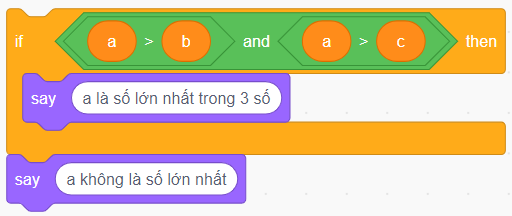 if a > b and a > c then
say a là số lớn nhất trong 3 số
say a không là số lớn nhất